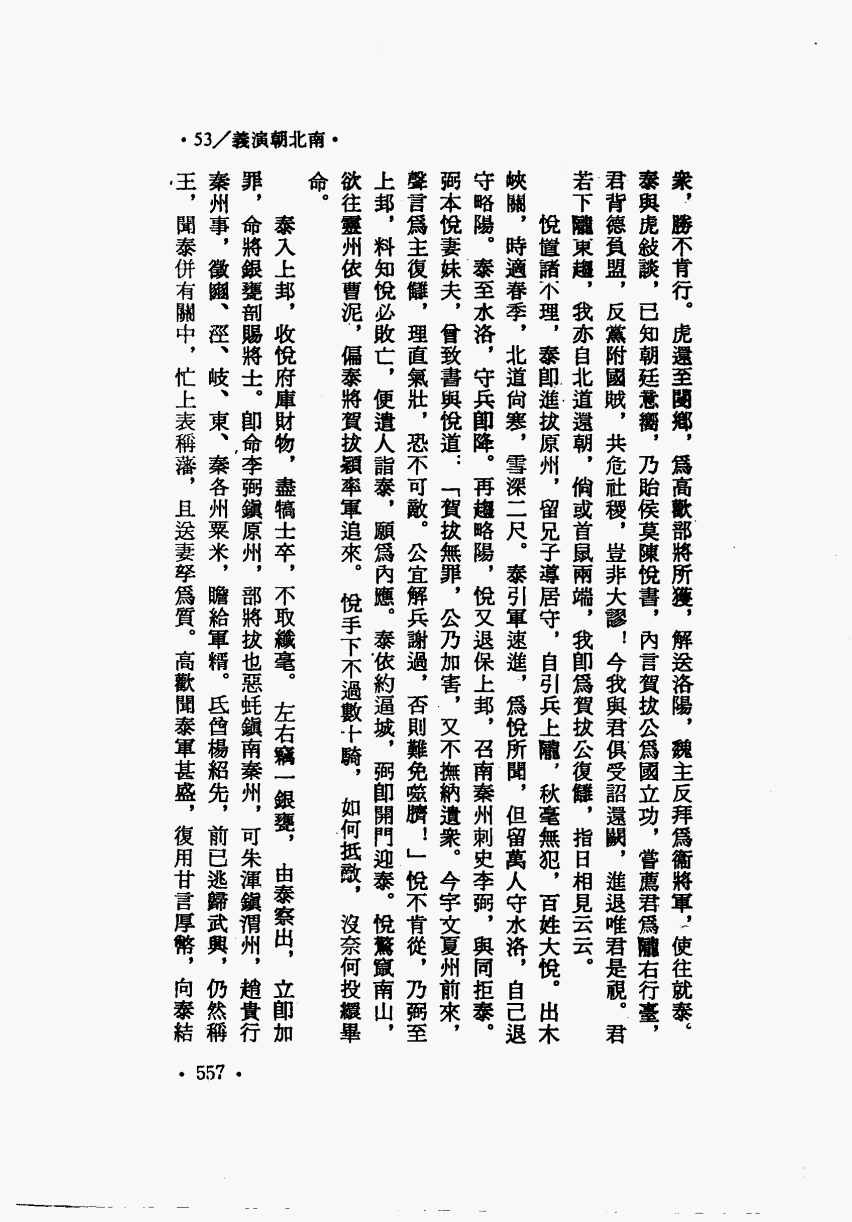 •53／義演朝北南•
衆，勝不肯行。虎還至閿鄉，爲高歡部將所獲，解送洛陽，魏主反拜爲衞將軍，使往就泰。
泰與虎敍談，已知朝廷意嚮，乃貽侯莫陳悅書，內言賀拔公爲國立功，嘗薦君爲隴右行臺，
君背德負盟，反黨附國賊，共危社稷，豈非大謬！今我與君俱受詔還闕，進退唯君是視。君
若下隴東趨，我亦自北道還朝，倘或首鼠兩端，我卽爲賀拔公復讎，指日相見云云。
悅置諸不理，泰卽進拔原州，留兄子導居守，自引兵上隴，秋毫無犯，百姓大悅。出木
峽關，時適春季，北道尙寒，雪深二尺。泰引軍速進，爲悅所聞，但留萬人守水洛，自己退
守略陽。泰至水洛，守兵卽降。再趨略陽，悅又退保上邽，召南秦州刺史李弼，與同拒泰。
弼本悅妻妹夫，曾致書與悅道：「賀拔無罪，公乃加害，又不撫納遺衆。今宇文夏州前來，
聲言爲主復讎，理直氣壯，恐不可敵。公宜解兵謝過，否則難免噬臍！」悅不肯從，乃弼至
上邽，料知悅必敗亡，便遣人詣泰，願爲內應。泰依約逼城，弼卽開門迎泰。悅驚竄南山，
欲往靈州依曹泥，偏泰將賀拔穎率軍追來。悅手下不過數十騎，如何抵敵，沒奈何投繯畢
命。
泰入上邽，收悅府庫財物，盡犒士卒，不取纖毫。左右竊一銀甕，由泰察出，立卽加
罪，命將銀甕剖賜將士。卽命李弼鎭原州，部將拔也惡蚝鎭南秦州，可朱渾鎭渭州，趙貴行
秦州事，徵豳、涇、岐、東、秦各州粟米，贍給軍糈。氐酋楊紹先，前已逃歸武興，仍然稱
王，聞泰併有關中，忙上表稱藩，且送妻孥爲質。高歡聞泰軍甚盛，復用甘言厚幣，向泰結
•557•